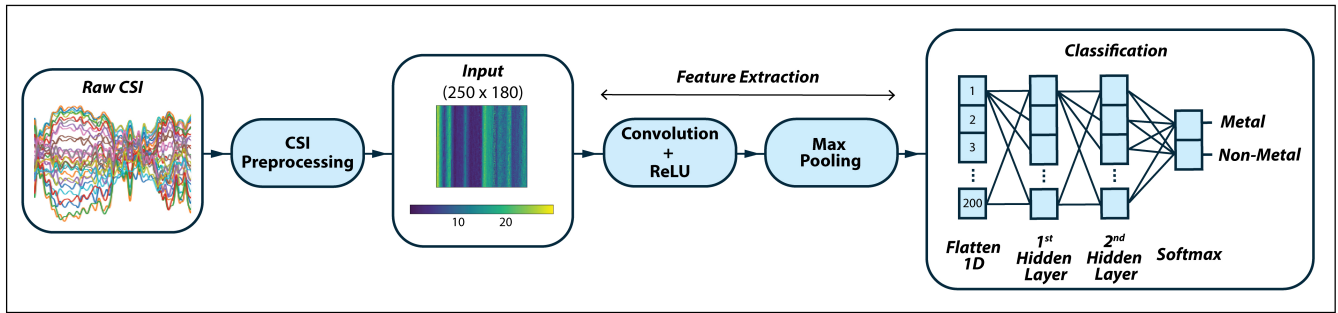 Raw CSI
CSI
Preprocessing
Input
(250 x 180)
10 20
Feature Extraction
Convolution
+
ReLU
Max
Pooling
Classification
1
2
3
200
Metal
Non-Metal
Flatten
1D
1st
Hidden
Layer
2nd
Hidden
Layer
Softmax